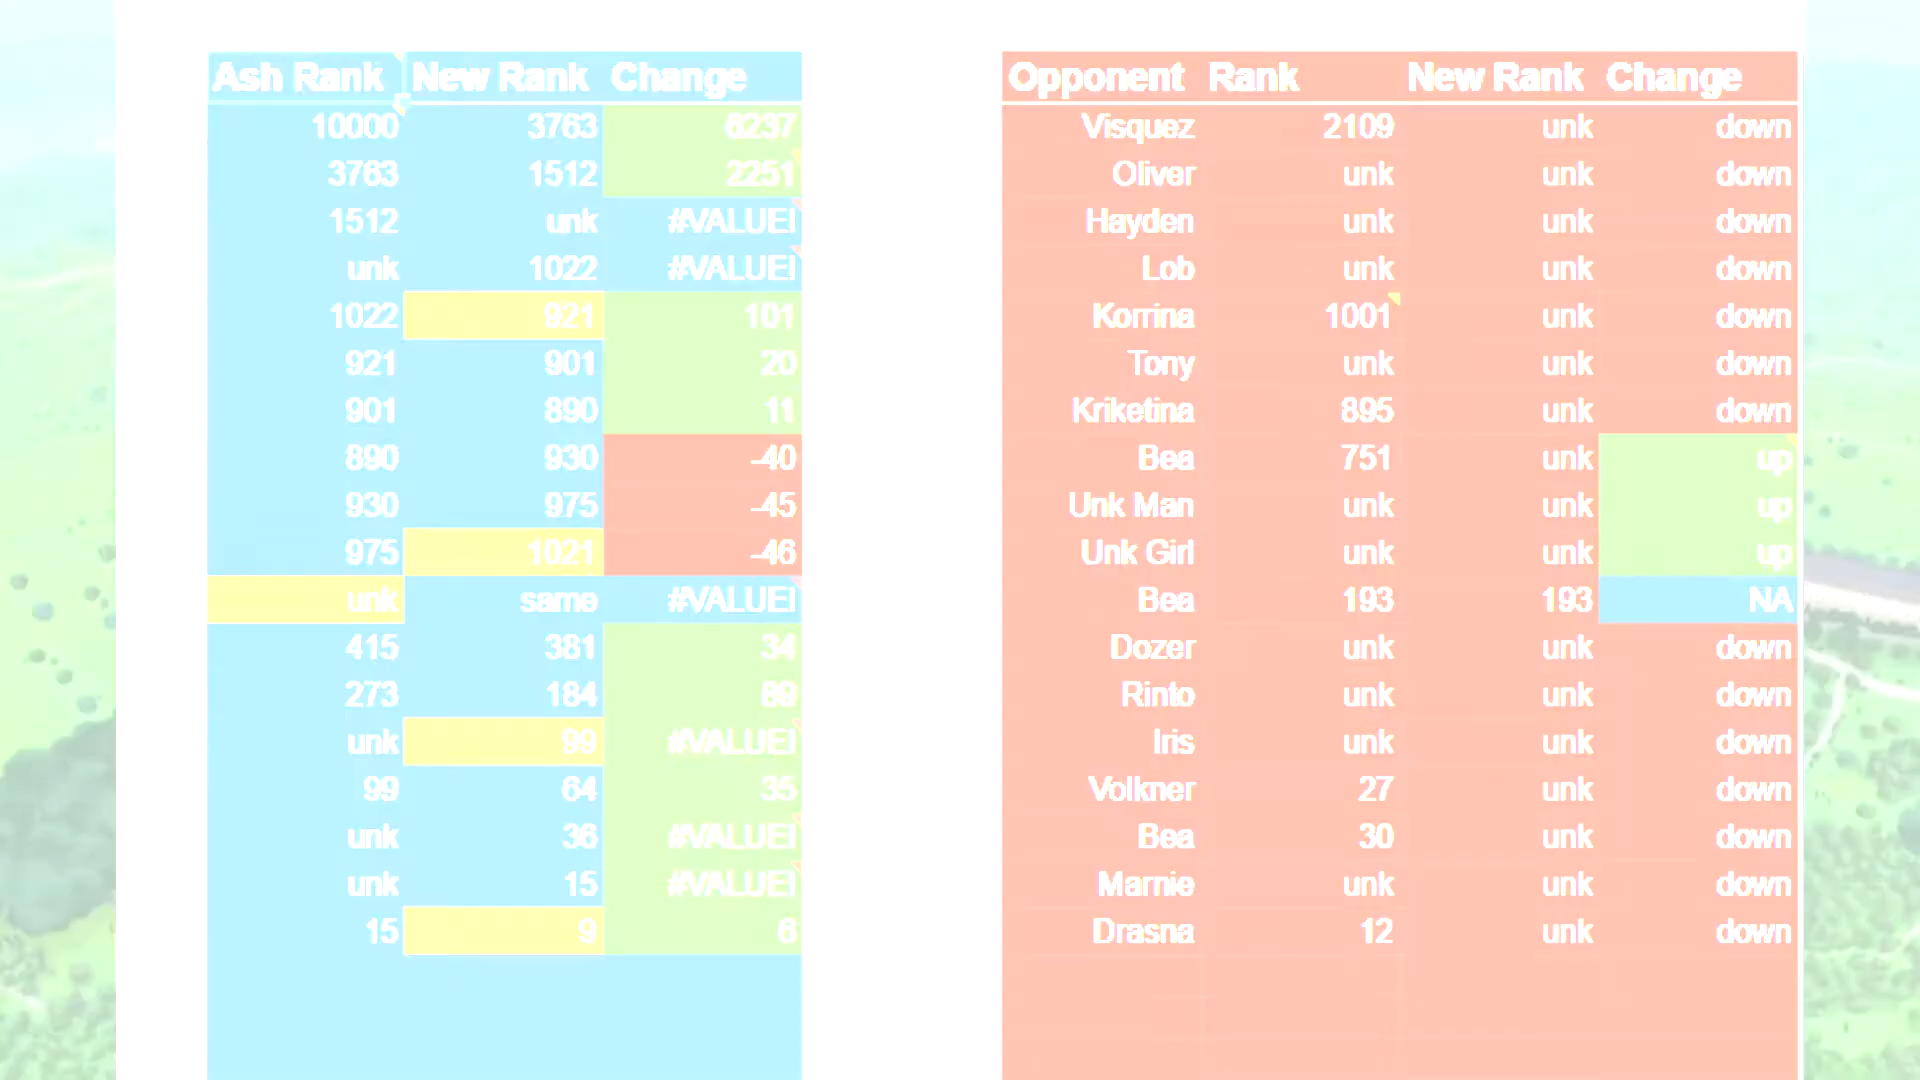 Ash Rank New Rank Change Opponent Rank New Rank Change
10000 3763 6237 Visquez 2109 unk down
3763 1512 2251 Oliver unk unk down
1512 unk #VALUE! Hayden unk unk down
unk 1022 #VALUE! Lob unk unk down
1022 921 101 Korrina 1001 unk down
921 901 20 Tony unk unk down
901 890 11 Kriketina 895 unk down
890 930 -40 Bea 751 unk up
930 975 -45 Unk Man unk unk up
975 1021 -46 Unk Girl unk unk up
unk same #VALUE! Bea 193 193 NA
415 381 34 Dozer unk unk down
273 184 89 Rinto unk unk down
unk 99 #VALUE! Iris unk unk down
99 64 35 Volkner 27 unk down
unk 36 #VALUE! Bea 30 unk down
unk 15 #VALUE! Marnie unk unk down
15 9 6 Drasna 12 unk down